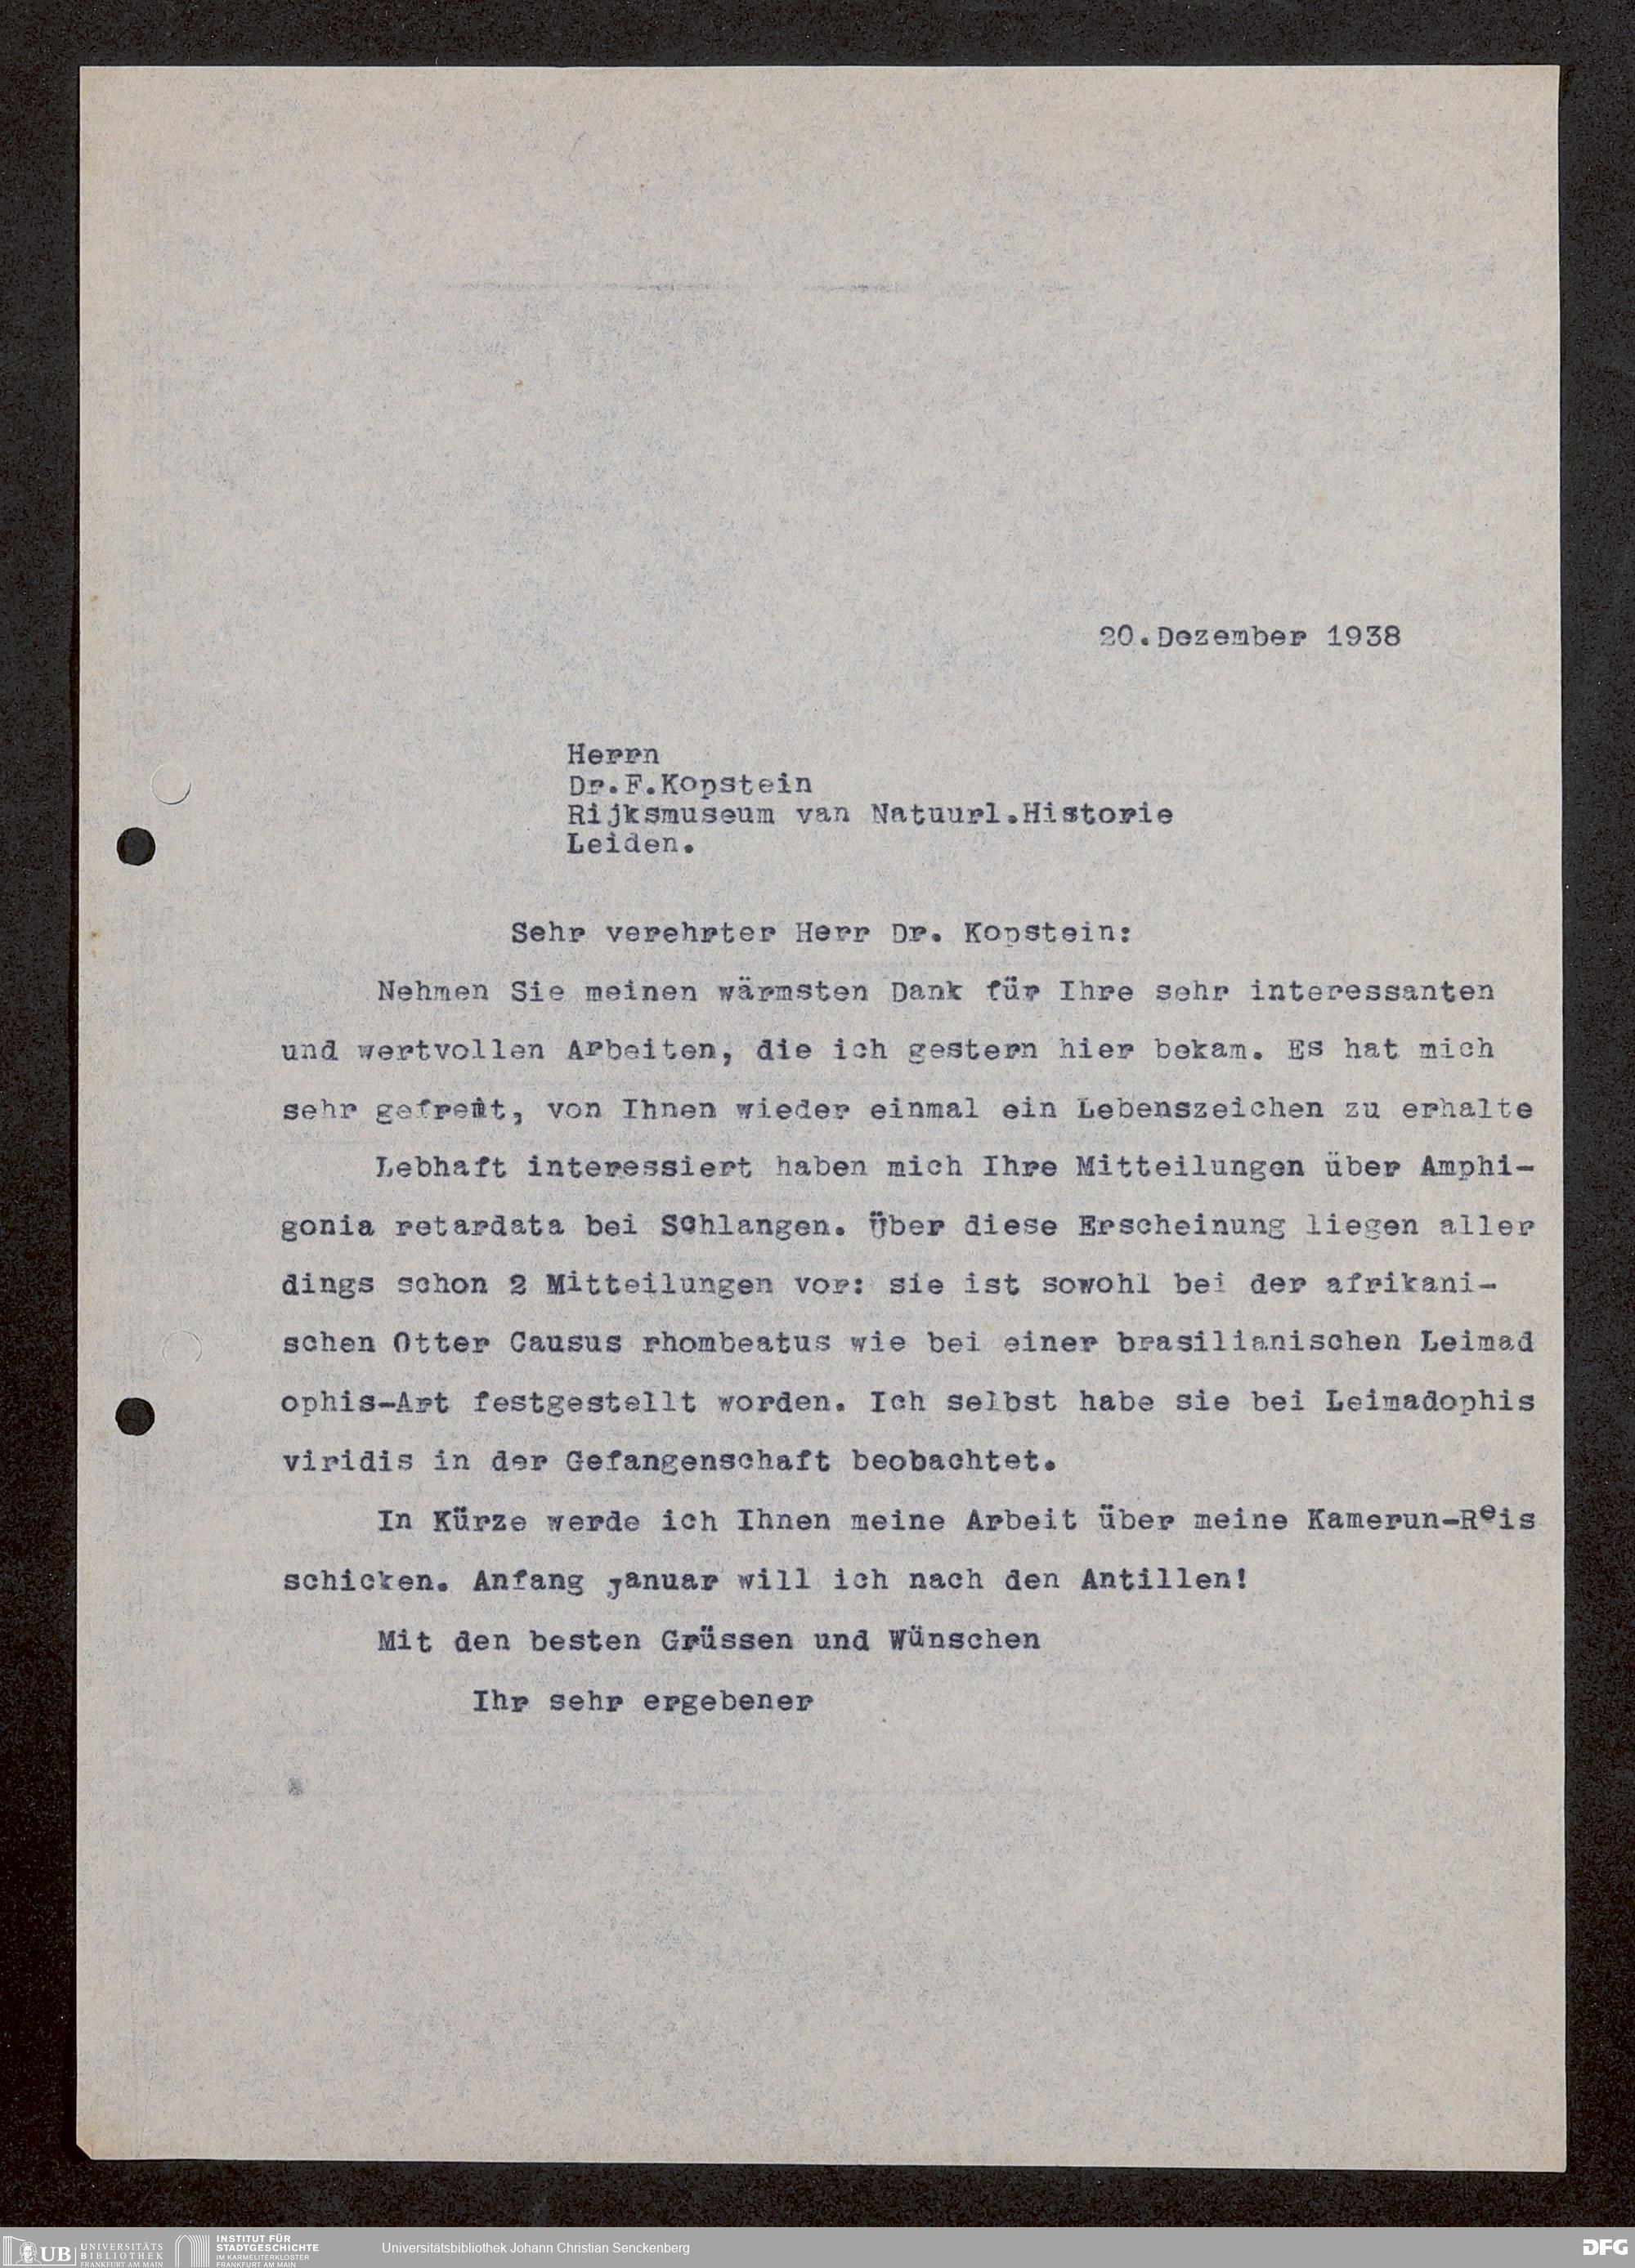 20.Dezember 1938
Herrn
Dr.F.Kopstein
Rijksmuseum van Natuurl.Historie
Leiden.
Sehr verehrter Herr Dr. Kopstein:
Nehmen Sie meinen wärmsten Dank für Ihre sehr interessanten
und wertvollen Arbeiten, die ich gestern hier bekam. Es hat mich
sehr gefreut, von Ihnen wieder einmal ein Lebenszeichen zu erhalte
Lebhaft interessiert haben mich Ihre Mitteilungen über Amphi-
gonia retardata bei Schlangen. Über diese Erscheinung liegen aller
dings schon 2 Mitteilungen vor: sie ist sowohl bei der afrikani-
schen Otter Causus rhombeatus wie bei einer brasilianischen Leimad
ophis-Art festgestellt worden. Ich selbst habe sie bei Leimadophis
viridis in der Gefangenschaft beobachtet.
In Kürze werde ich Ihnen meine Arbeit über meine Kamerun-Reis
schicken. Anfang januar will ich nach den Antillen!
Mit den besten Grüssen und Wünschen
Ihr sehr ergebener
UB UNIVERSITÄTS
BIBLIOTHEK
FRANKFURT AM MAIN
INSTITUT FÜR
STADTGESCHICHTE
IM KARMELITERKLOSTER
FRANKFURT AM MAIN
Universitätsbibliothek Johann Christian Senckenberg
DFG